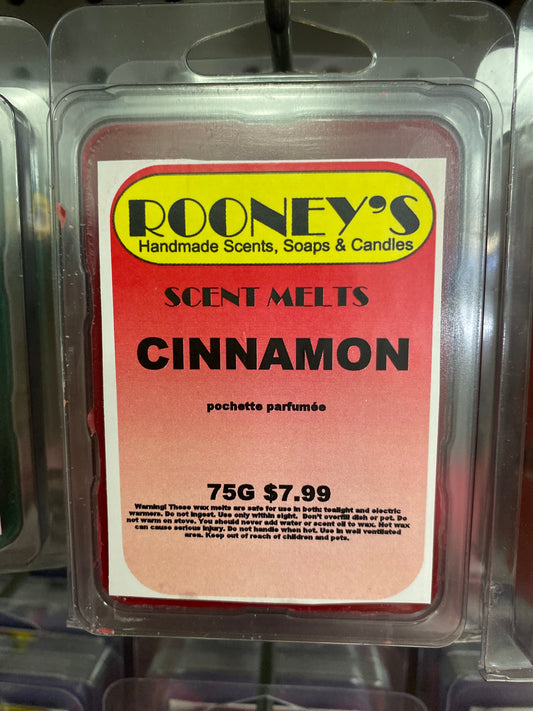 ROONEY'S
Handmade Scents, Soaps & Candles
SCENT MELTS
CINNAMON
pochette parfumée
75G $7.99
Warning! These wax melts are safe for use in both: tealight and electric
warmers. Do not ingest. Use only within sight. Don't overfill dish or pot. Do
not warm on stove. You should never add water or scent oil to wax. Hot wax
can cause serious injury. Do not handle when hot. Use in well ventilated
area. Keep out of reach of children and pets.